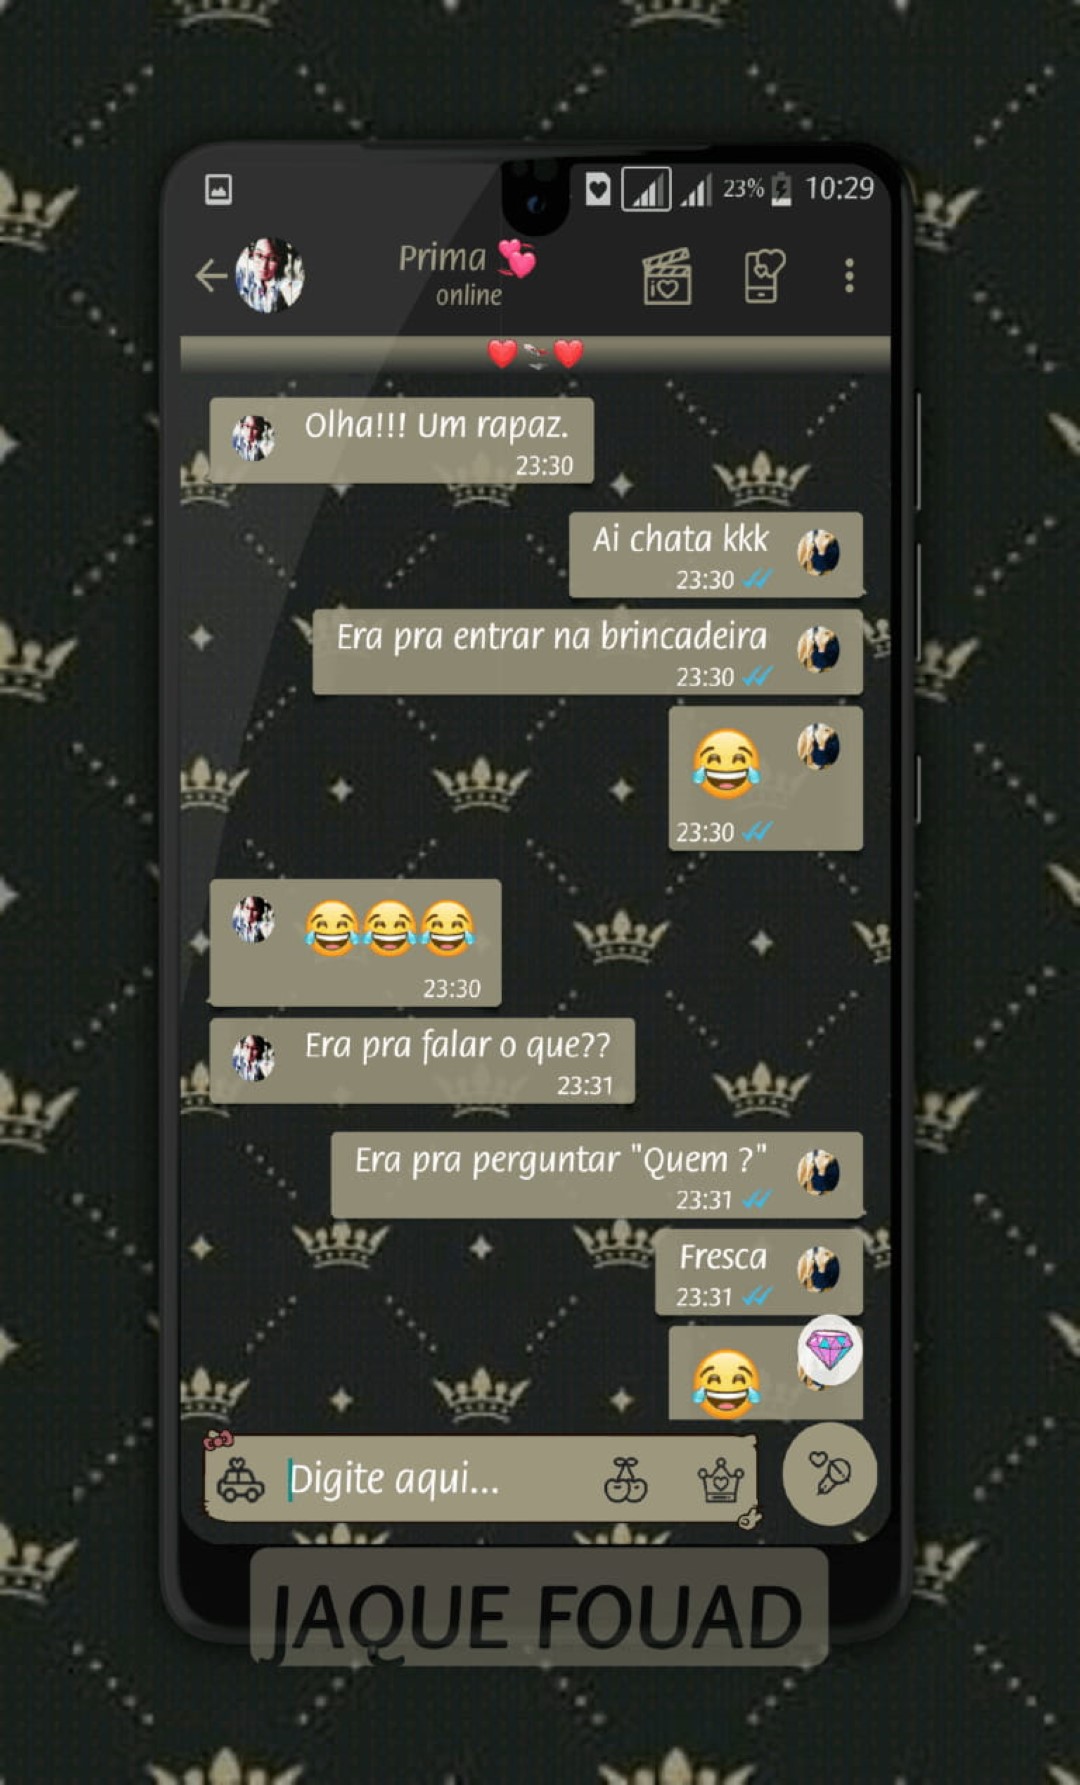 23% 10:29
Prima 💞
online
❤️ ❤️
Olha!!! Um rapaz.
23:30
Ai chata kkk
23:30
Era pra entrar na brincadeira
23:30
😂
23:30
😂😂😂
23:30
Era pra falar o que??
23:31
Era pra perguntar "Quem ?"
23:31
Fresca
23:31
😂
Digite aqui...
JAQUE FOUAD